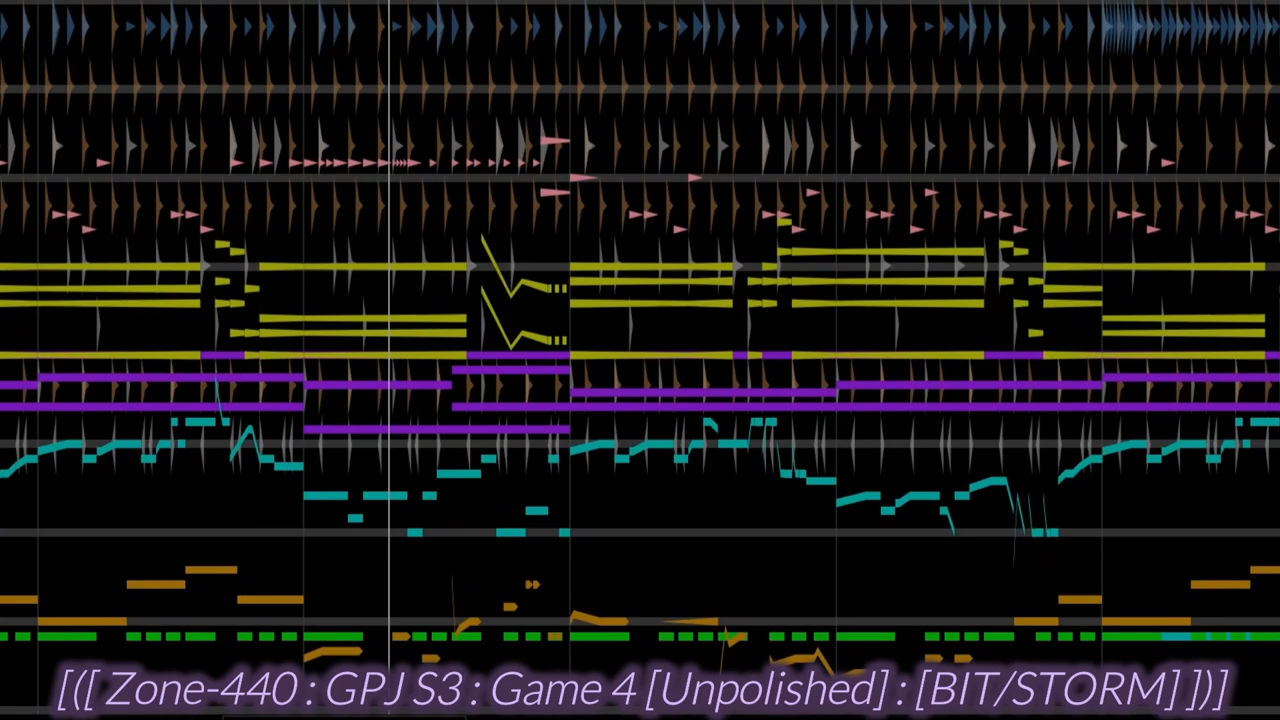 [([ Zone-440 : GPJ S3 : Game 4 [Unpolished] : [BIT/STORM] ])]